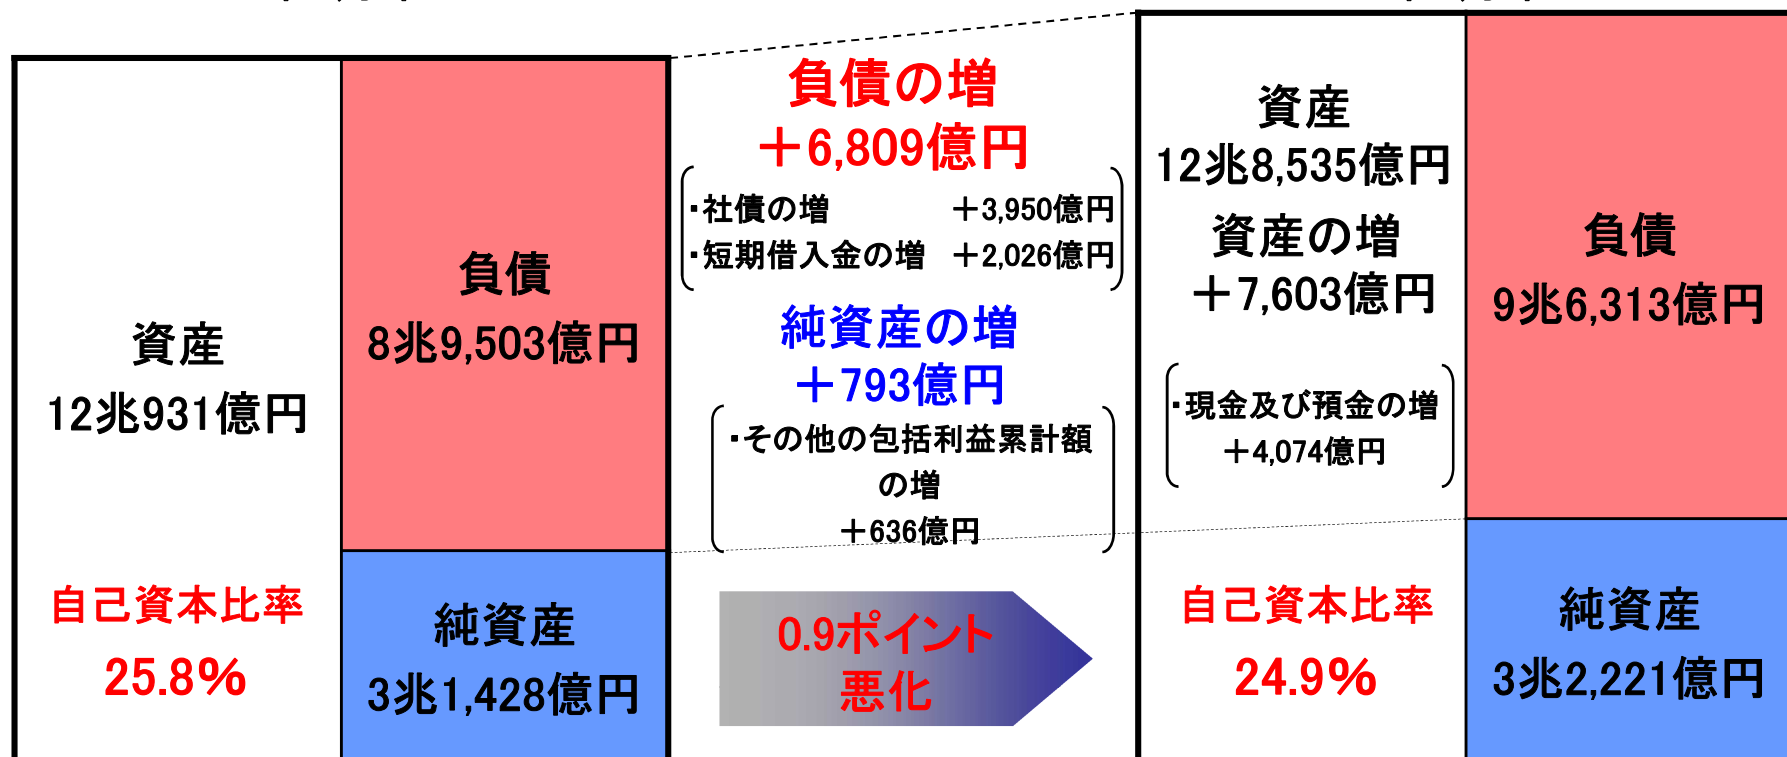 資産
12兆931億円
自己資本比率
25.8%
負債
8兆9,503億円
純資産
3兆1,428億円
負債の増
＋6,809億円
・社債の増 ＋3,950億円
・短期借入金の増 ＋2,026億円
純資産の増
＋793億円
・その他の包括利益累計額
の増
＋636億円
0.9ポイント
悪化
資産
12兆8,535億円
資産の増
＋7,603億円
・現金及び預金の増
＋4,074億円
自己資本比率
24.9%
負債
9兆6,313億円
純資産
3兆2,221億円